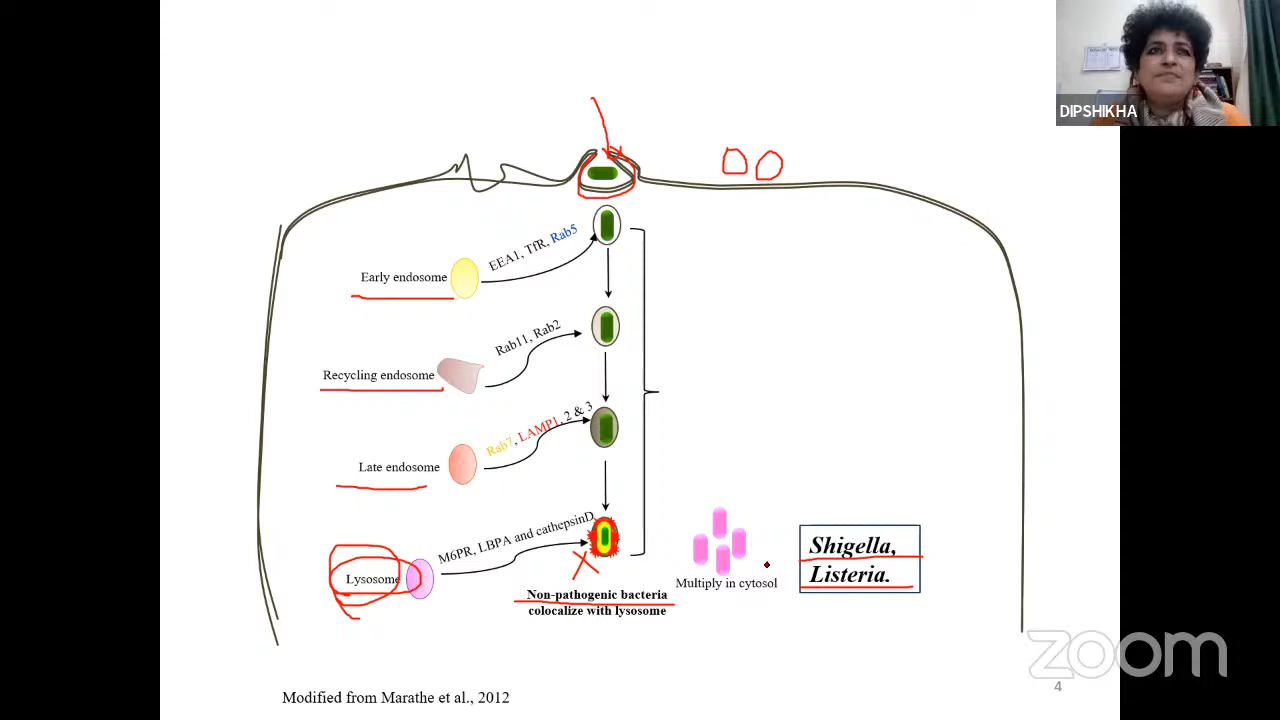 DIPSHIKHA
EEA1, TfR, Rab5
Early endosome
Rab11, Rab2
Recycling endosome
Rab7, LAMP1, 2 & 3
Late endosome
M6PR, LBPA and cathepsinD
Lysosome
Non-pathogenic bacteria
colocalize with lysosome
Multiply in cytosol
Shigella,
Listeria.
zoom
4
Modified from Marathe et al., 2012